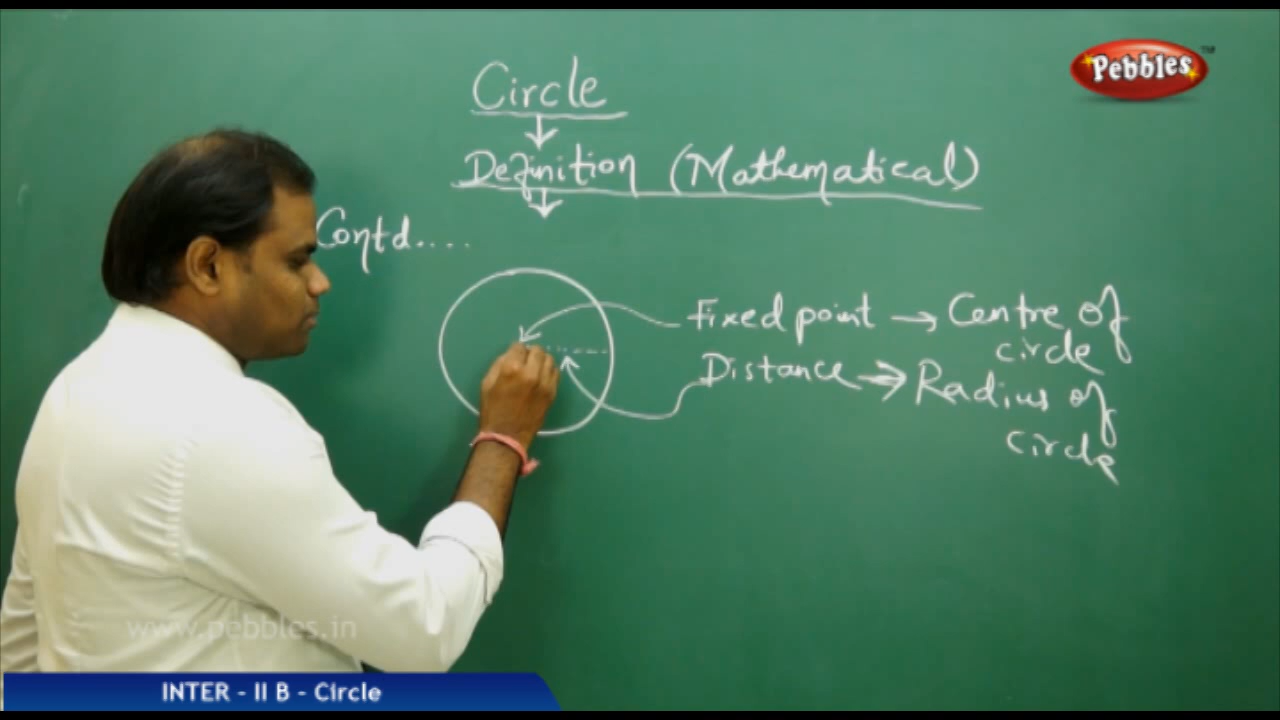 Pebbles™
Circle
Definition (Mathematical)
Contd....
Fixed point → Centre of
circle
Distance → Radius of
circle
www.pebbles.in
INTER - II B - Circle